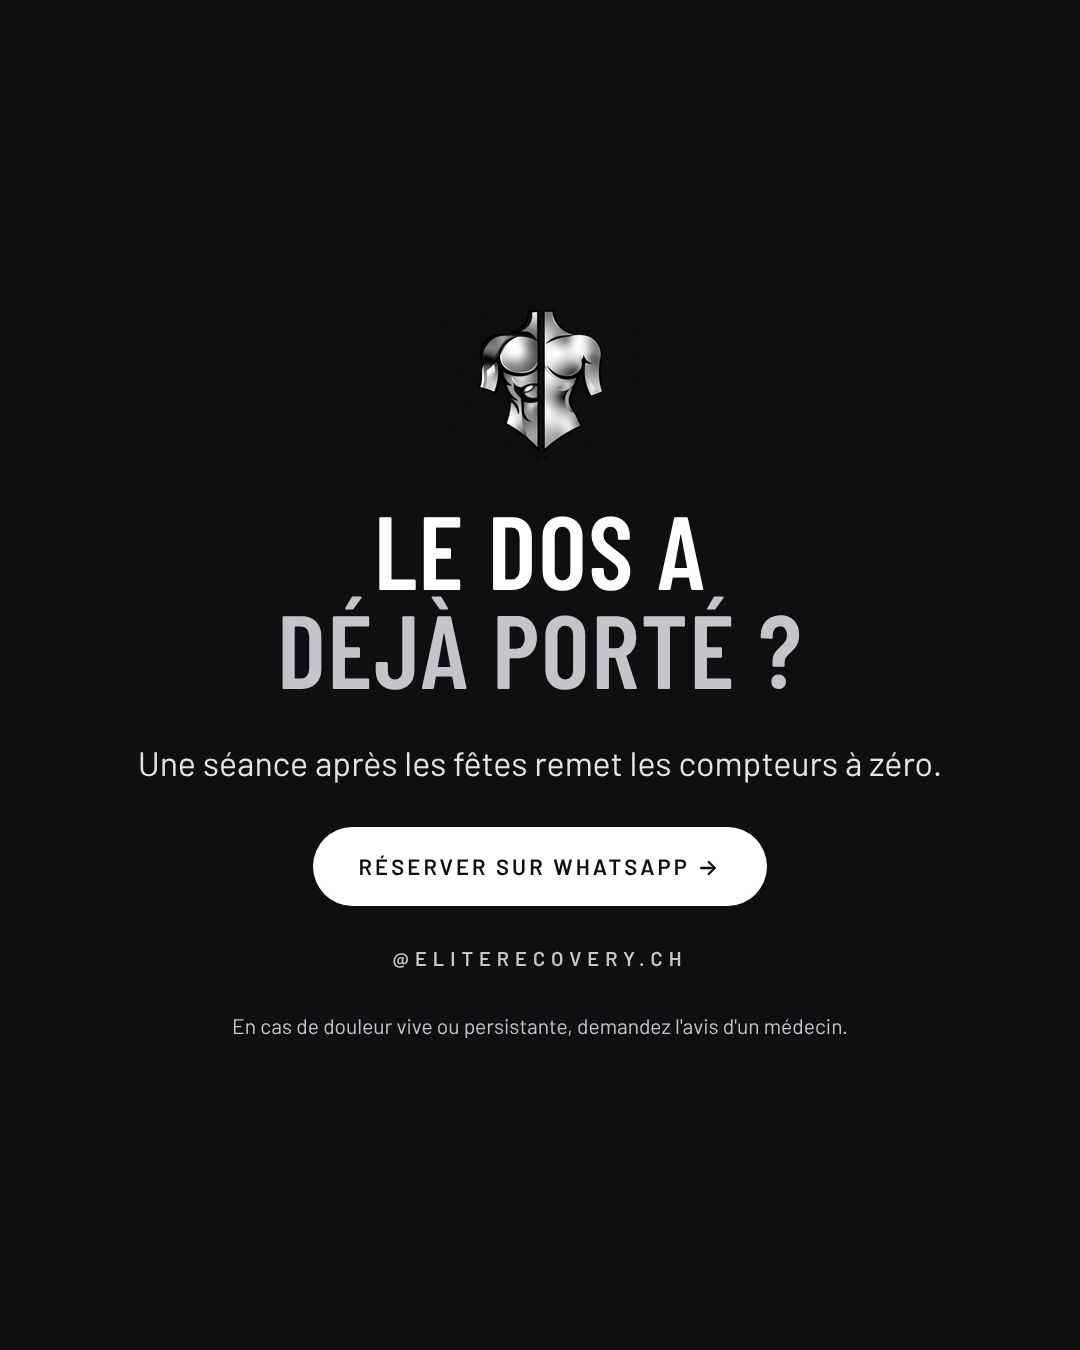 LE DOS A
DÉJÀ PORTÉ ?
Une séance après les fêtes remet les compteurs à zéro.
RÉSERVER SUR WHATSAPP →
@ELITERECOVERY.CH
En cas de douleur vive ou persistante, demandez l'avis d'un médecin.